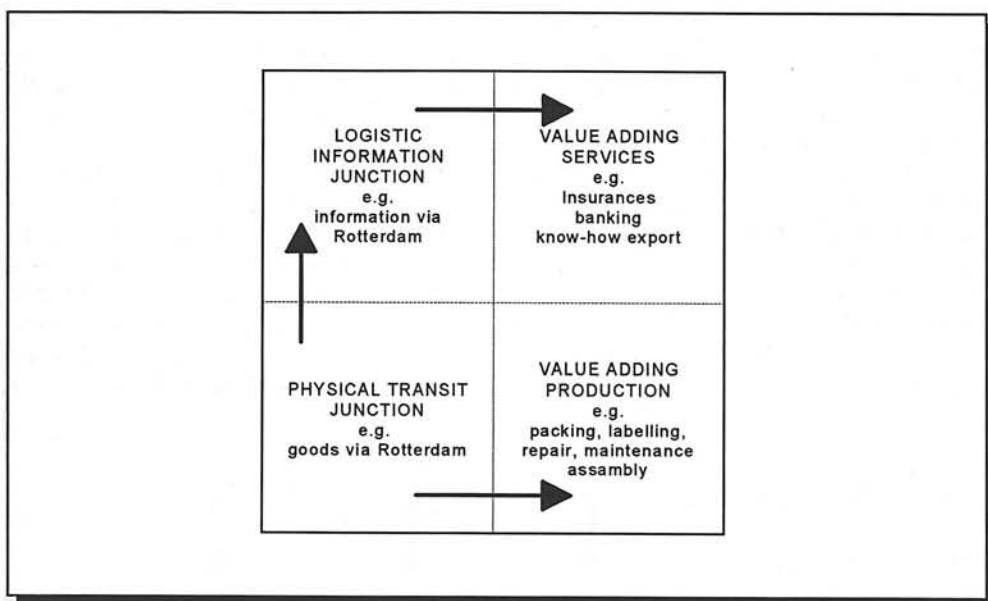 LOGISTIC
INFORMATION
JUNCTION
e.g.
information via
Rotterdam
VALUE ADDING
SERVICES
e.g.
Insurances
banking
know-how export
PHYSICAL TRANSIT
JUNCTION
e.g.
goods via Rotterdam
VALUE ADDING
PRODUCTION
e.g.
packing, labelling,
repair, maintenance
assambly